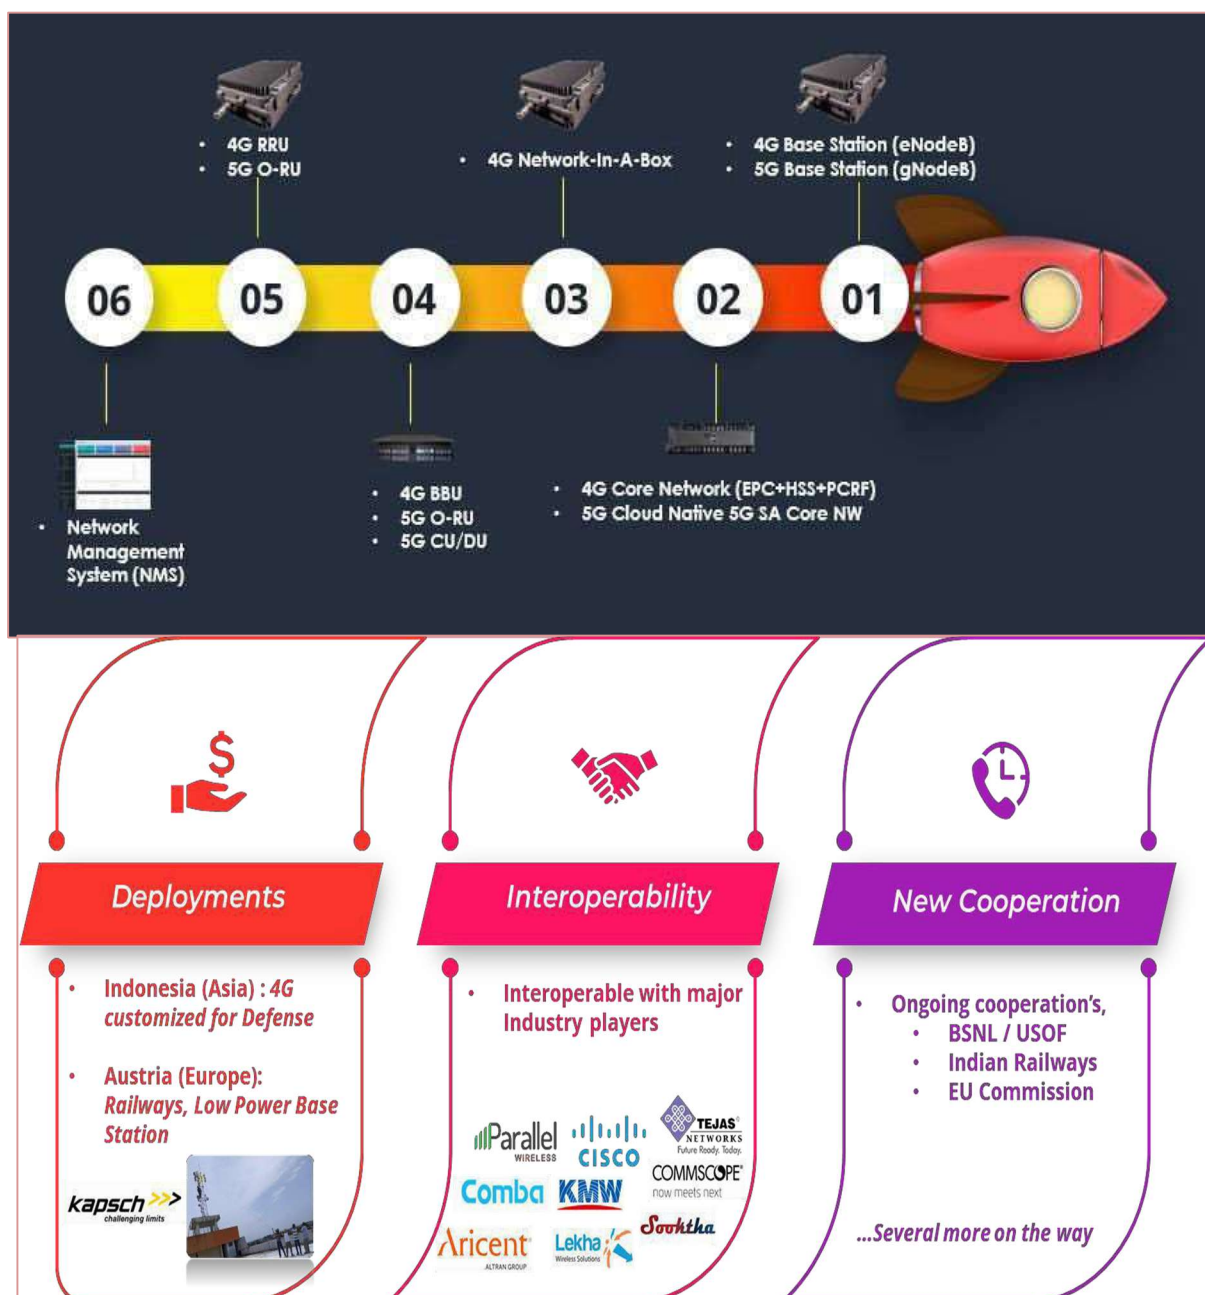 • 4G RRU
• 5G O-RU
• 4G Network-In-A-Box
• 4G Base Station (eNodeB)
• 5G Base Station (gNodeB)
06
05
04
03
02
01
• Network
Management
System (NMS)
• 4G BBU
• 5G O-RU
• 5G CU/DU
• 4G Core Network (EPC+HSS+PCRF)
• 5G Cloud Native 5G SA Core NW
$
Deployments
• Indonesia (Asia) : 4G
customized for Defense
• Austria (Europe):
Railways, Low Power Base
Station
kapsch >>>
challenging limits
Interoperability
• Interoperable with major
Industry players
Parallel
WIRELESS
CISCO
TEJAS
NETWORKS
Future Ready. Today.
Comba
KMW
COMMSCOPE®
now meets next
Aricent
ALTRAN GROUP
Lekha
Wireless Solutions
Sooktha
New Cooperation
• Ongoing cooperation's,
• BSNL / USOF
• Indian Railways
• EU Commission
...Several more on the way